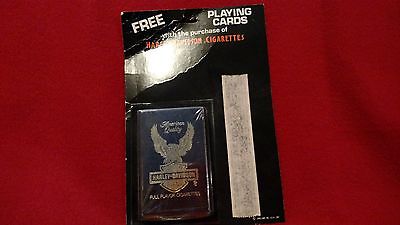 FREE
PLAYING
CARDS
with the purchase of
HARLEY-DAVIDSON CIGARETTES
American
Quality
HARLEY-DAVIDSON
FULL FLAVOR CIGARETTES